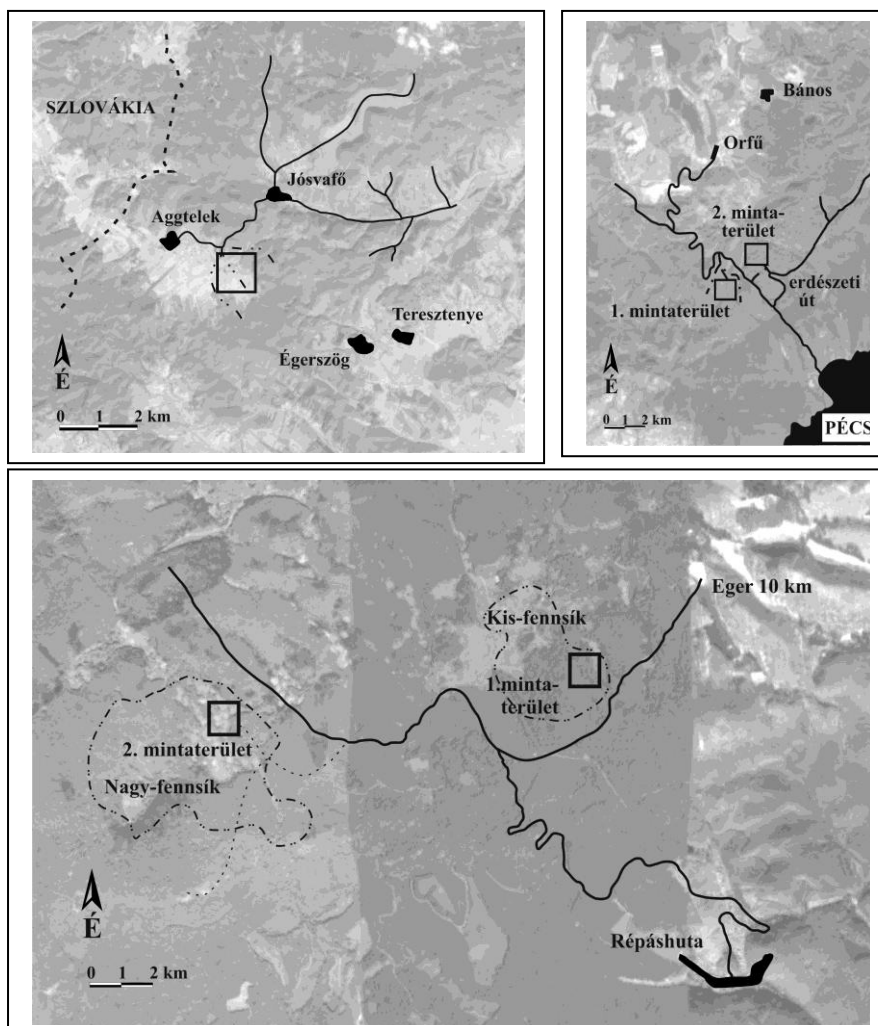 SZLOVÁKIA
Jósvafő
Aggtelek
Teresztenye
Égerszög
É
0 1 2 km
Bános
Orfű
2. minta-
terület
erdészeti
út
1. mintaterület
É
0 1 2 km
PÉCS
Eger 10 km
Kis-fennsík
1.minta-
terület
2. mintaterület
Nagy-fennsík
É
Répáshuta
0 1 2 km